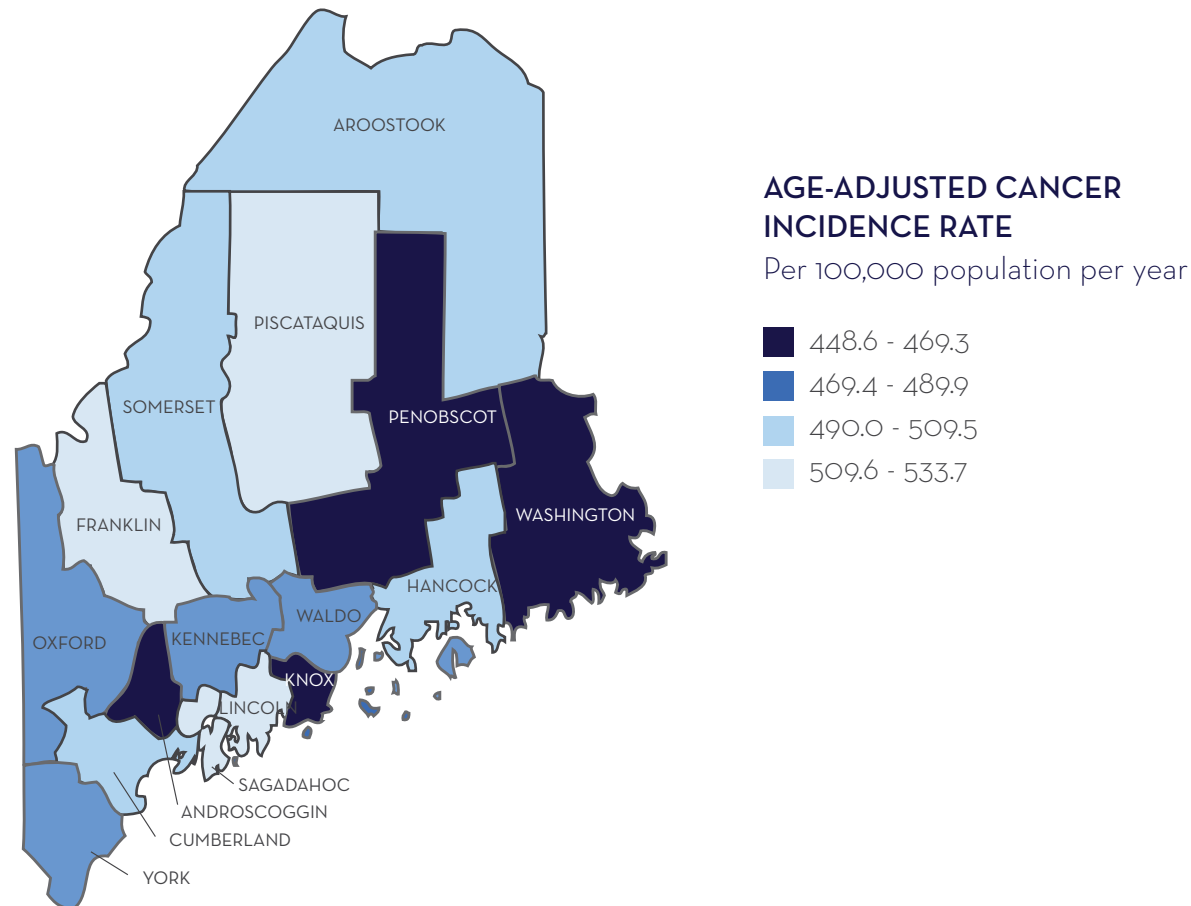 AROOSTOOK
AGE-ADJUSTED CANCER
INCIDENCE RATE
Per 100,000 population per year
448.6 - 469.3
469.4 - 489.9
490.0 - 509.5
509.6 - 533.7
PISCATAQUIS
SOMERSET
PENOBSCOT
FRANKLIN
WASHINGTON
HANCOCK
WALDO
OXFORD
KENNEBEC
KNOX
LINCOLN
SAGADAHOC
ANDROSCOGGIN
CUMBERLAND
YORK